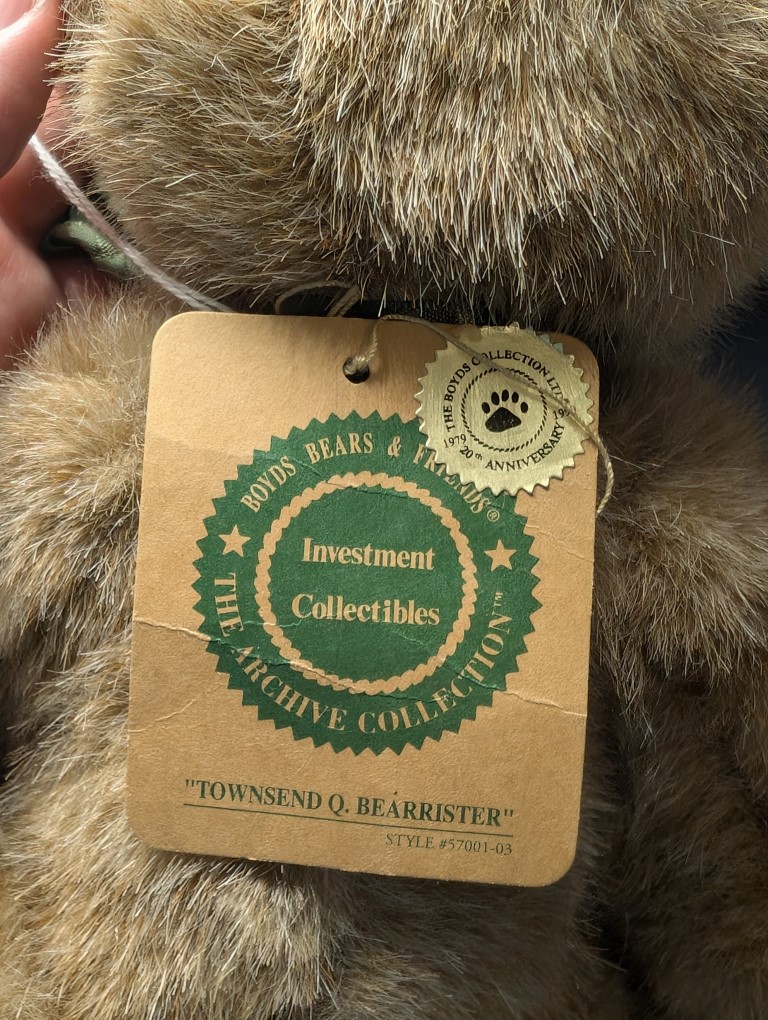 THE BOYDS COLLECTION LTD.
1979 20th ANNIVERSARY
BOYDS BEARS & FRIENDS®
Investment
Collectibles
THE ARCHIVE COLLECTION™
"TOWNSEND Q. BEARRISTER"
STYLE #57001-03